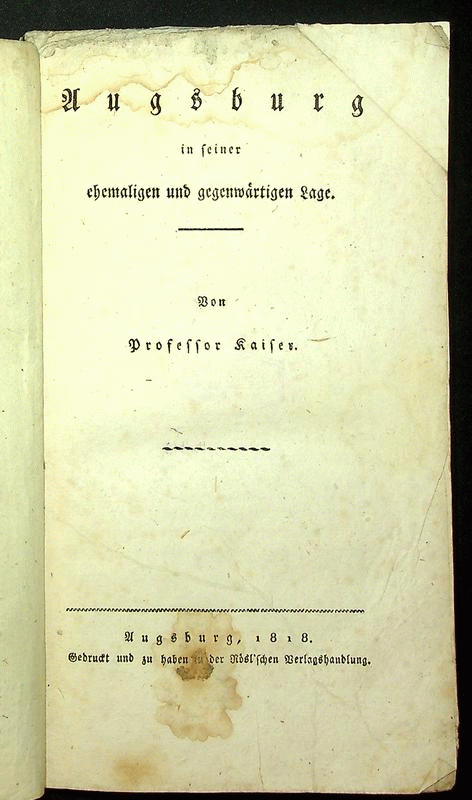 Augsburg
in seiner
ehemaligen und gegenwärtigen Lage.
Von
Professor Kaiser.
Augsburg, 1818.
Gedruckt und zu haben in der Rösl'schen Verlagshandlung.